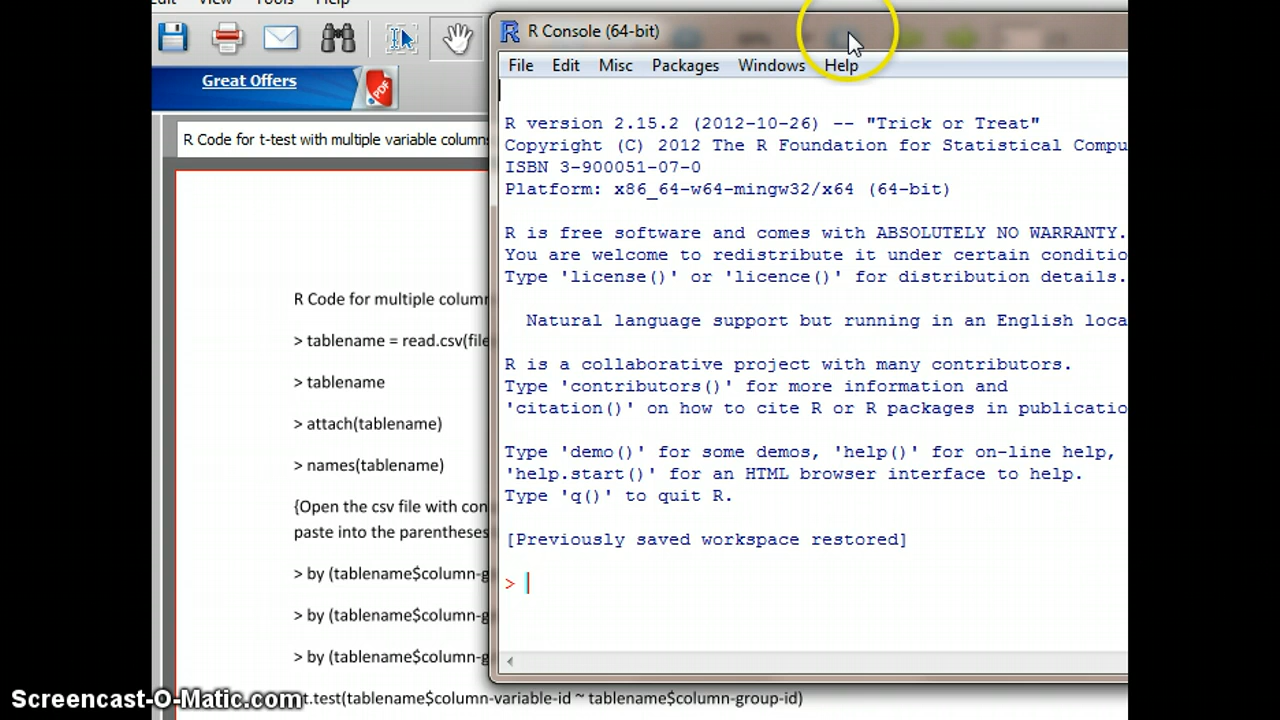 View Tools Help
Great Offers
PDF
R Code for t-test with multiple variable columns
R Code for multiple column
> tablename = read.csv(file
> tablename
> attach(tablename)
> names(tablename)
{Open the csv file with con
paste into the parentheses
> by (tablename$column-g
> by (tablename$column-g
> by (tablename$column-g
t.test(tablename$column-variable-id ~ tablename$column-group-id)
R Console (64-bit)
File Edit Misc Packages Windows Help
R version 2.15.2 (2012-10-26) -- "Trick or Treat"
Copyright (C) 2012 The R Foundation for Statistical Compu
ISBN 3-900051-07-0
Platform: x86_64-w64-mingw32/x64 (64-bit)
R is free software and comes with ABSOLUTELY NO WARRANTY.
You are welcome to redistribute it under certain conditio
Type 'license()' or 'licence()' for distribution details.
Natural language support but running in an English loca
R is a collaborative project with many contributors.
Type 'contributors()' for more information and
'citation()' on how to cite R or R packages in publicatio
Type 'demo()' for some demos, 'help()' for on-line help,
'help.start()' for an HTML browser interface to help.
Type 'q()' to quit R.
[Previously saved workspace restored]
>
Screencast-O-Matic.com